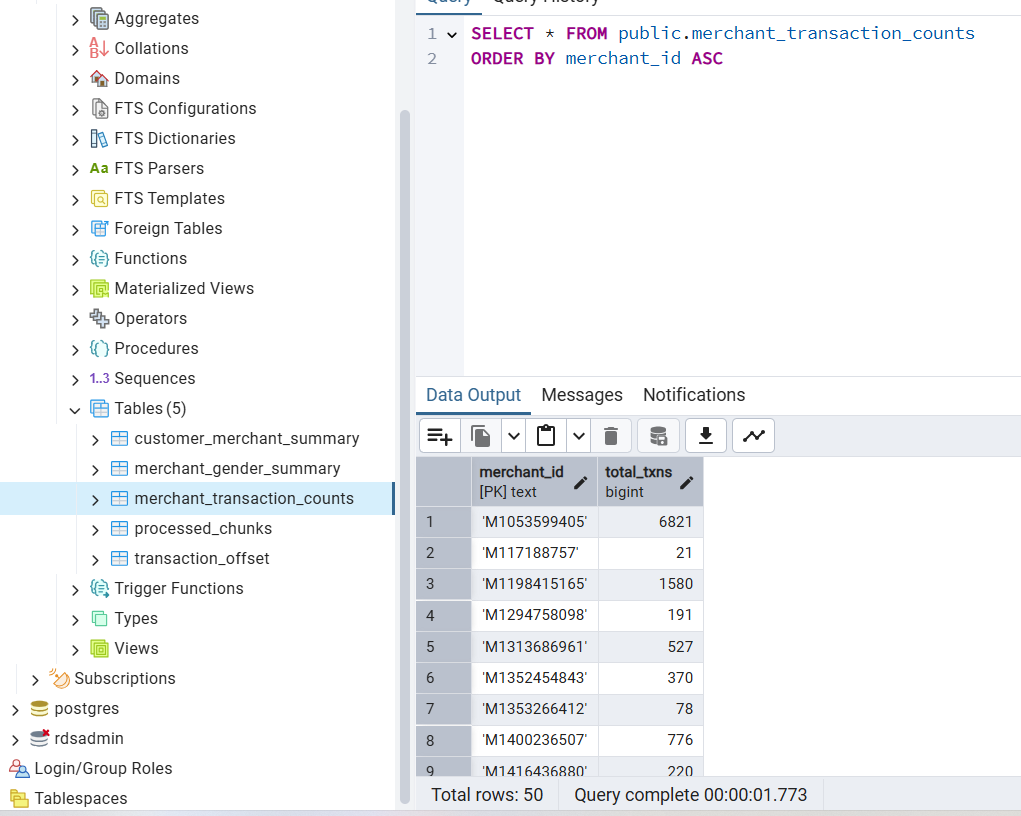 Aggregates
Collations
Domains
FTS Configurations
FTS Dictionaries
Aa FTS Parsers
FTS Templates
Foreign Tables
Functions
Materialized Views
Operators
Procedures
1..3 Sequences
Tables (5)
customer_merchant_summary
merchant_gender_summary
merchant_transaction_counts
processed_chunks
transaction_offset
Trigger Functions
Types
Views
Subscriptions
postgres
rdsadmin
Login/Group Roles
Tablespaces
Query Query History
1 SELECT * FROM public.merchant_transaction_counts
2 ORDER BY merchant_id ASC
Data Output Messages Notifications
merchant_id total_txns
[PK] text bigint
1 'M1053599405' 6821
2 'M117188757' 21
3 'M1198415165' 1580
4 'M1294758098' 191
5 'M1313686961' 527
6 'M1352454843' 370
7 'M1353266412' 78
8 'M1400236507' 776
9 'M1416436880' 220
Total rows: 50 Query complete 00:00:01.773